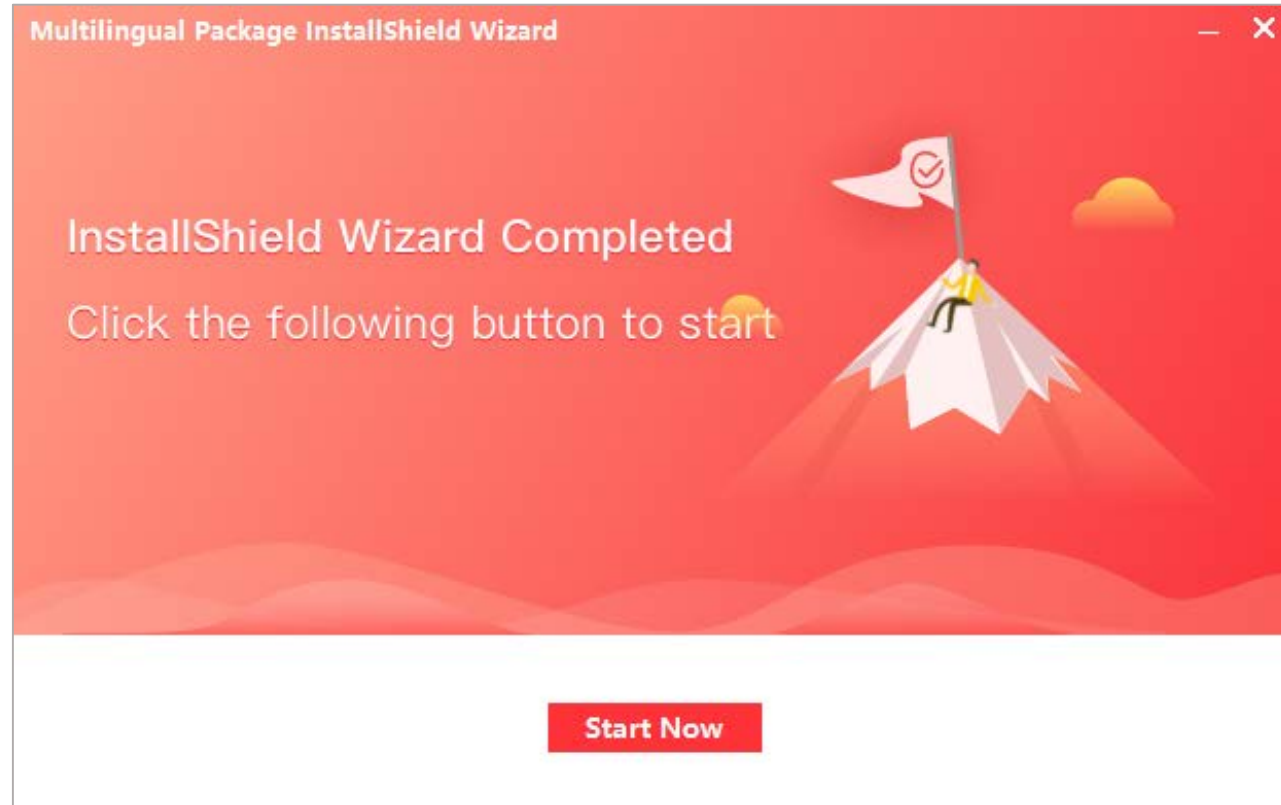 Multilingual Package InstallShield Wizard
InstallShield Wizard Completed
Click the following button to start
Start Now